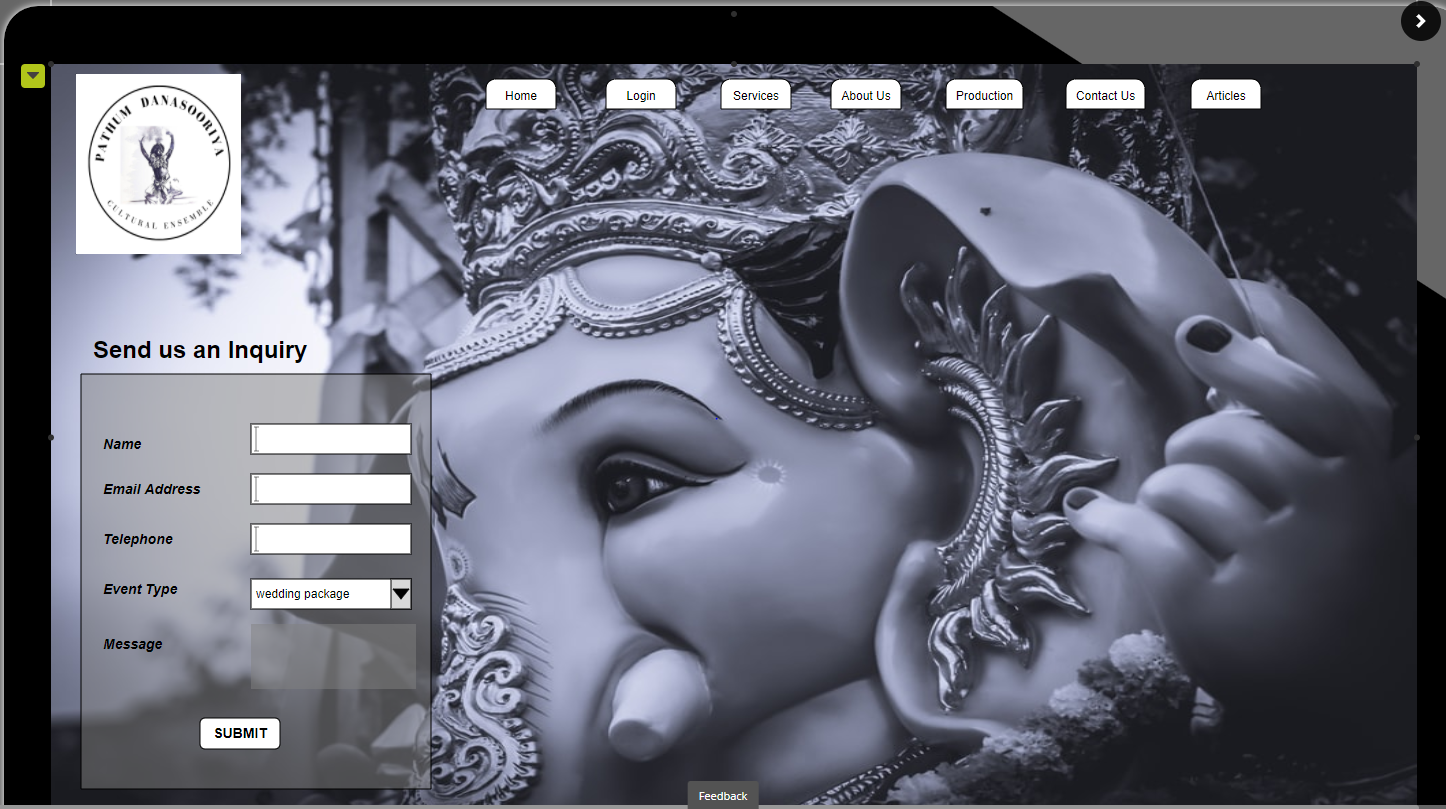 PATHUM DANASOORIYA
CULTURAL ENSEMBLE
Home
Login
Services
About Us
Production
Contact Us
Articles
Send us an Inquiry
Name
Email Address
Telephone
Event Type
wedding package
Message
SUBMIT
Feedback